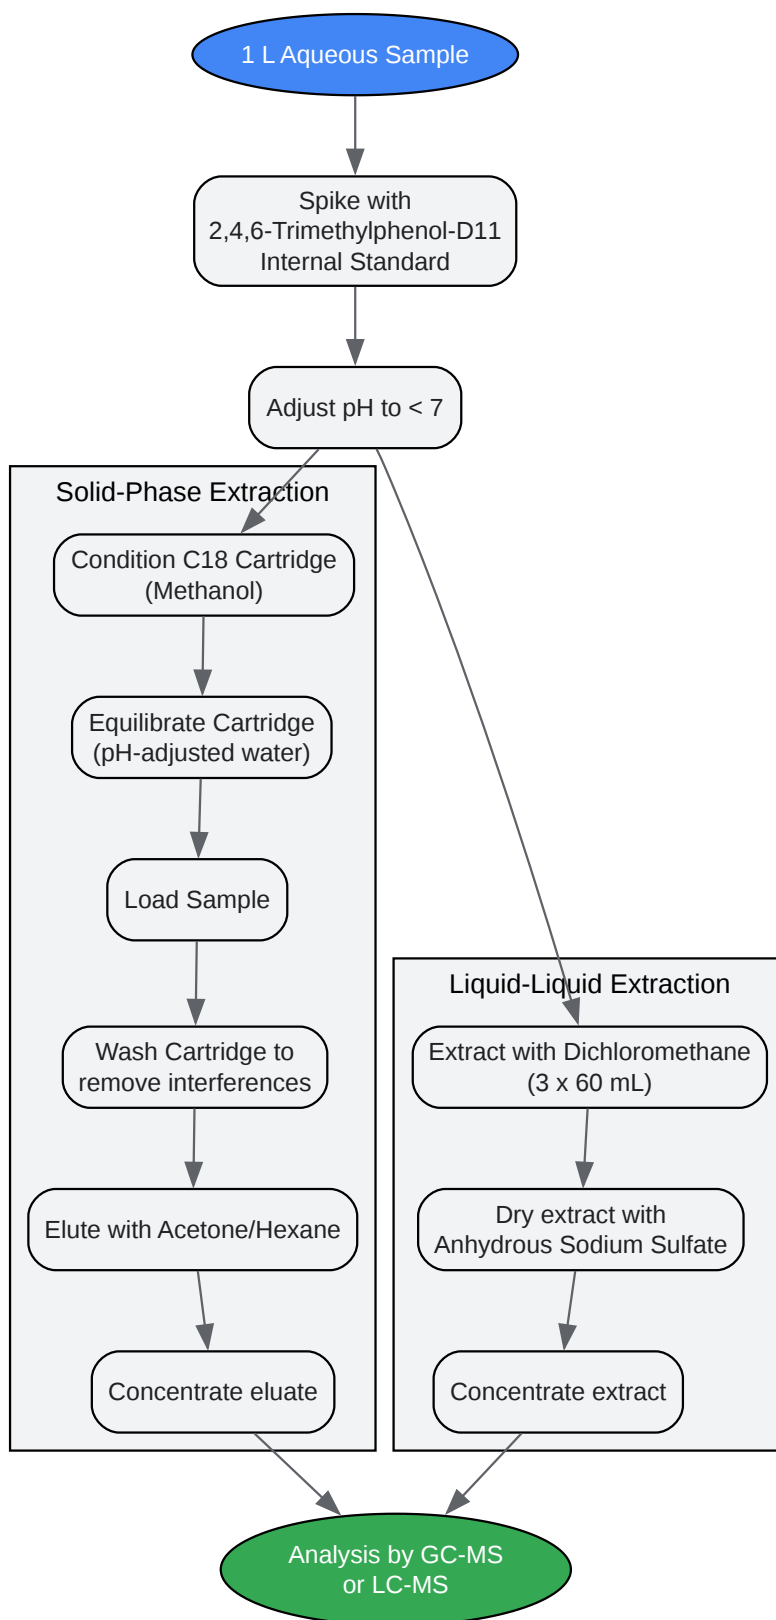 1 L Aqueous Sample
Spike with
2,4,6-Trimethylphenol-D11
Internal Standard
Adjust pH to < 7
Solid-Phase Extraction
Condition C18 Cartridge
(Methanol)
Equilibrate Cartridge
(pH-adjusted water)
Load Sample
Wash Cartridge to
remove interferences
Elute with Acetone/Hexane
Concentrate eluate
Liquid-Liquid Extraction
Extract with Dichloromethane
(3 x 60 mL)
Dry extract with
Anhydrous Sodium Sulfate
Concentrate extract
Analysis by GC-MS
or LC-MS